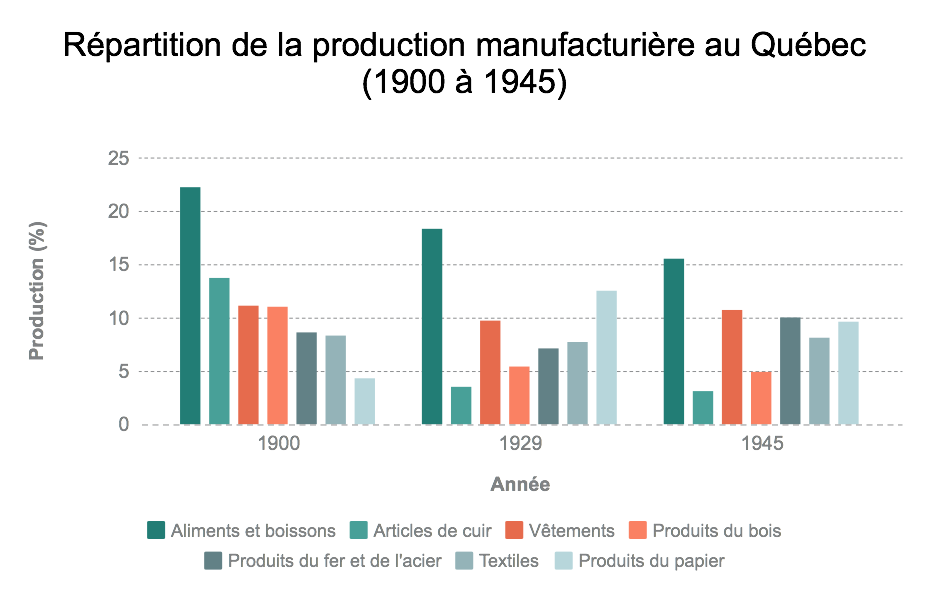 Répartition de la production manufacturière au Québec
(1900 à 1945)
Production (%)
25
20
15
10
5
0
1900 1929 1945
Année
Aliments et boissons Articles de cuir Vêtements Produits du bois
Produits du fer et de l'acier Textiles Produits du papier